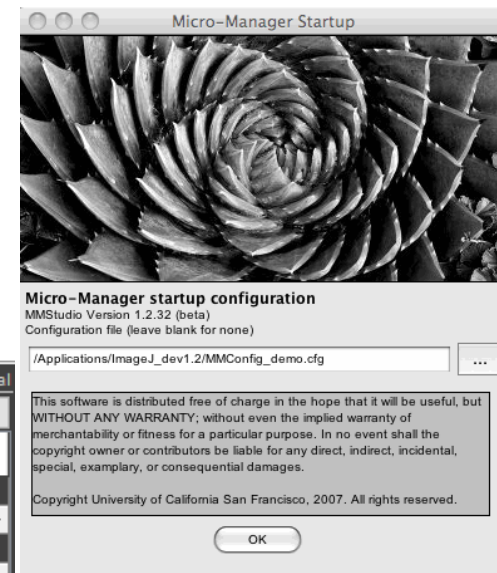 Micro-Manager Startup
Micro-Manager startup configuration
MMStudio Version 1.2.32 (beta)
Configuration file (leave blank for none)
/Applications/ImageJ_dev1.2/MMConfig_demo.cfg
...
al
This software is distributed free of charge in the hope that it will be useful, but
WITHOUT ANY WARRANTY; without even the implied warranty of
merchantability or fitness for a particular purpose. In no event shall the
copyright owner or contributors be liable for any direct, indirect, incidental,
special, examplary, or consequential damages.
Copyright University of California San Francisco, 2007. All rights reserved.
OK